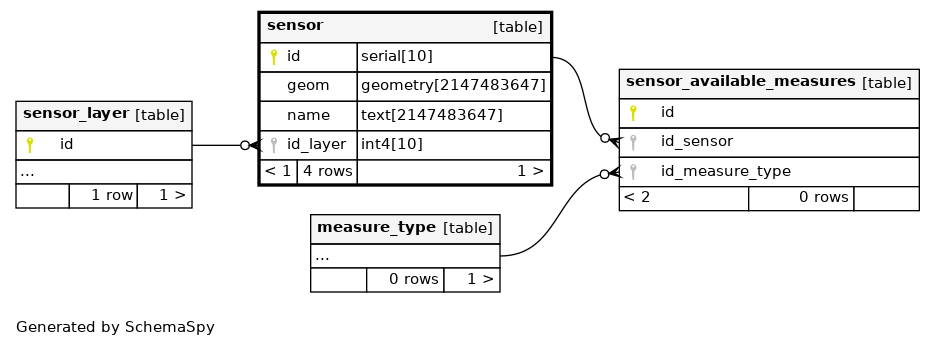 sensor [table]
id serial[10]
geom geometry[2147483647]
name text[2147483647]
id_layer int4[10]
< 1 4 rows 1 >
sensor_layer [table]
id
...
1 row 1 >
sensor_available_measures [table]
id
id_sensor
id_measure_type
< 2 0 rows
measure_type [table]
...
0 rows 1 >
Generated by SchemaSpy